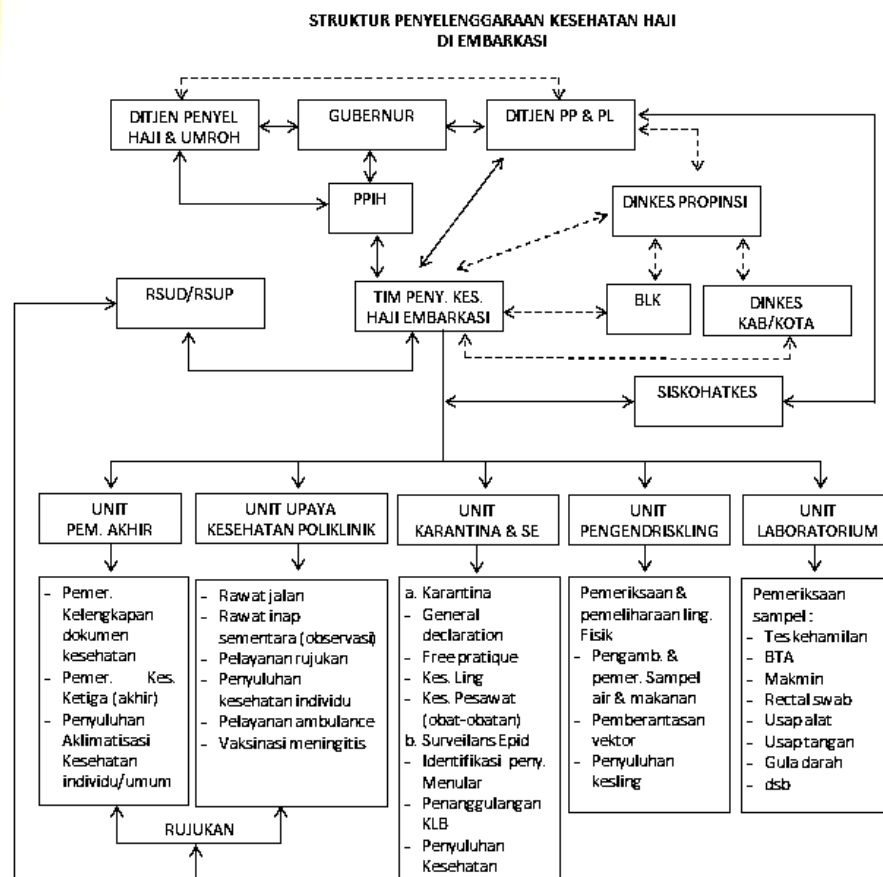 STRUKTUR PENYELENGGARAAN KESEHATAN HAJI
DI EMBARKASI
DITJEN PENYEL
HAJI & UMROH
GUBERNUR
DITJEN PP & PL
PPIH
DINKES PROPINSI
RSUD/RSUP
TIM PENY. KES.
HAJI EMBARKASI
BLK
DINKES
KAB/KOTA
SISKOHATKES
UNIT
PEM. AKHIR
UNIT UPAYA
KESEHATAN POLIKLINIK
UNIT
KARANTINA & SE
UNIT
PENGENDRISKLING
UNIT
LABORATORIUM
- Pemer.
Kelengkapan
dokumen
kesehatan
- Pemer. Kes.
Ketiga (akhir)
- Penyuluhan
Aklimatisasi
Kesehatan
individu/umum
- Rawat jalan
- Rawat inap
sementara (observasi)
- Pelayanan rujukan
- Penyuluhan
kesehatan individu
- Pelayanan ambulance
- Vaksinasi meningitis
a. Karantina
- General
declaration
- Free pratique
- Kes. Ling
- Kes. Pesawat
(obat-obatan)
b. Surveilans Epid
- Identifikasi peny.
Menular
- Penanggulangan
KLB
- Penyuluhan
Kesehatan
Pemeriksaan &
pemeliharaan ling.
Fisik
- Pengamb. &
pemer. Sampel
air & makanan
- Pemberantasan
vektor
- Penyuluhan
kesling
Pemeriksaan
sampel :
- Tes kehamilan
- BTA
- Makmin
- Rectal swab
- Usap alat
- Usap tangan
- Gula darah
- dsb
RUJUKAN